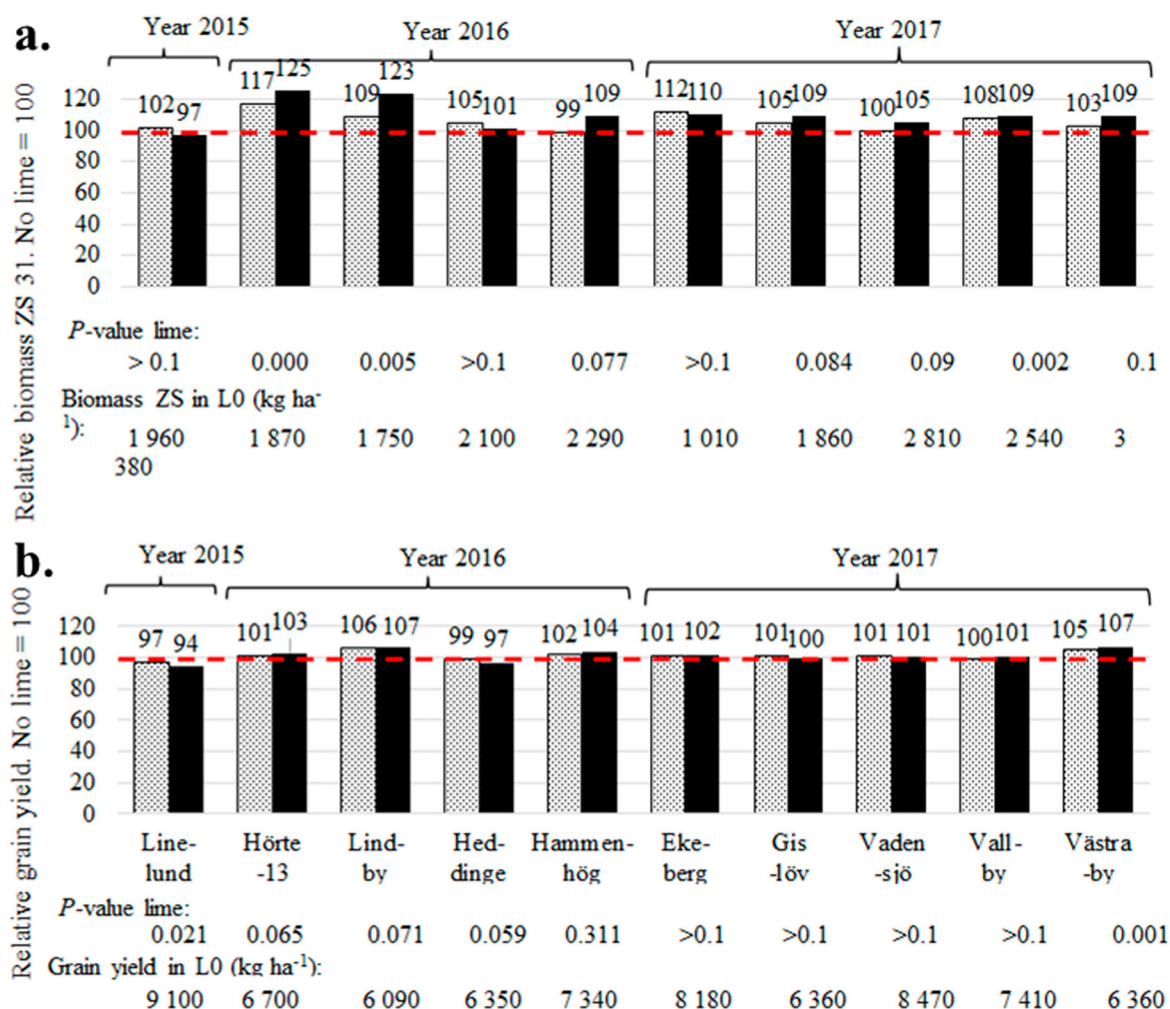 a.
Year 2015 Year 2016 Year 2017
Relative biomass ZS 31. No lime = 100
102 97 117 125 109 123 105 101 99 109 112 110 105 109 100 105 108 109 103 109
120
100
80
60
40
20
0
P-value lime:
> 0.1 0.000 0.005 >0.1 0.077 >0.1 0.084 0.09 0.002 0.1
Biomass ZS in L0 (kg ha-
1):
1 960 1 870 1 750 2 100 2 290 1 010 1 860 2 810 2 540 3
380
b.
Year 2015 Year 2016 Year 2017
Relative grain yield. No lime = 100
97 94 101 103 106 107 99 97 102 104 101 102 101 100 101 101 100 101 105 107
120
100
80
60
40
20
0
Line- Hörte Lind- Hed- Hammen- Eke- Gis Vaden Vall- Västra
lund -13 by dinge hög berg -löv -sjö by -by
P-value lime:
0.021 0.065 0.071 0.059 0.311 >0.1 >0.1 >0.1 >0.1 0.001
Grain yield in L0 (kg ha-1):
9 100 6 700 6 090 6 350 7 340 8 180 6 360 8 470 7 410 6 360